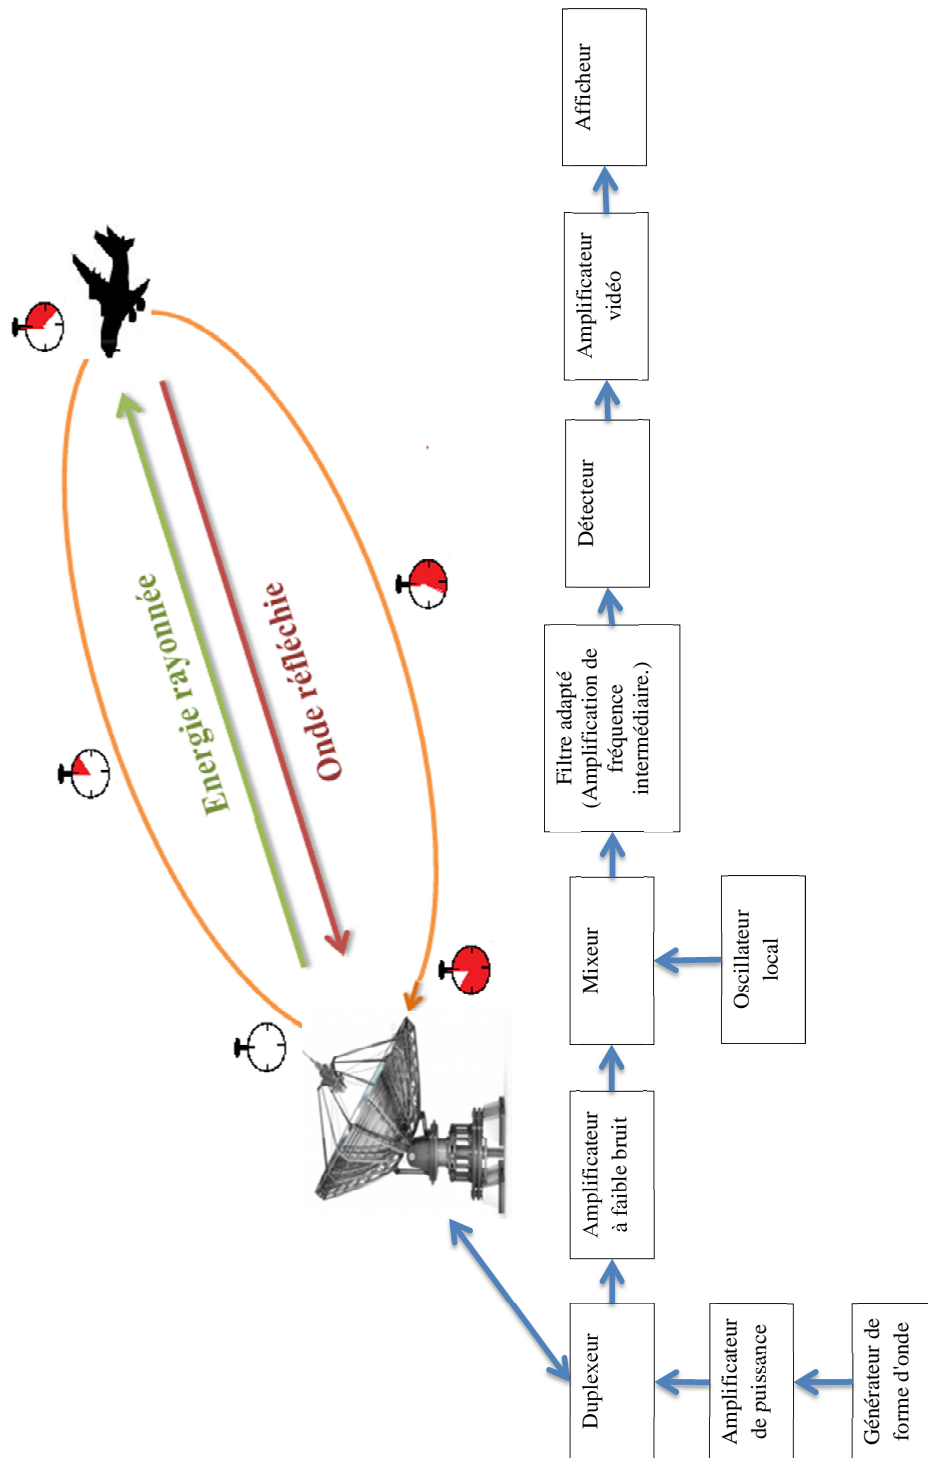 Energie rayonnée
Onde réfléchie
Duplexeur
Amplificateur
à faible bruit
Mixeur
Filtre adapté
(Amplification de
fréquence
intermédiaire.)
Détecteur
Amplificateur
vidéo
Afficheur
Amplificateur
de puissance
Oscillateur
local
Générateur de
forme d'onde